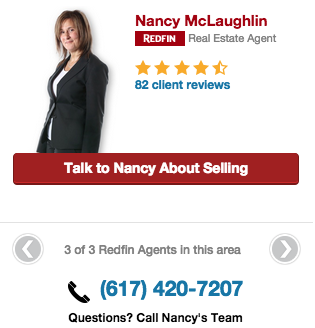 Nancy McLaughlin
REDFIN Real Estate Agent
82 client reviews
Talk to Nancy About Selling
3 of 3 Redfin Agents in this area
(617) 420-7207
Questions? Call Nancy's Team